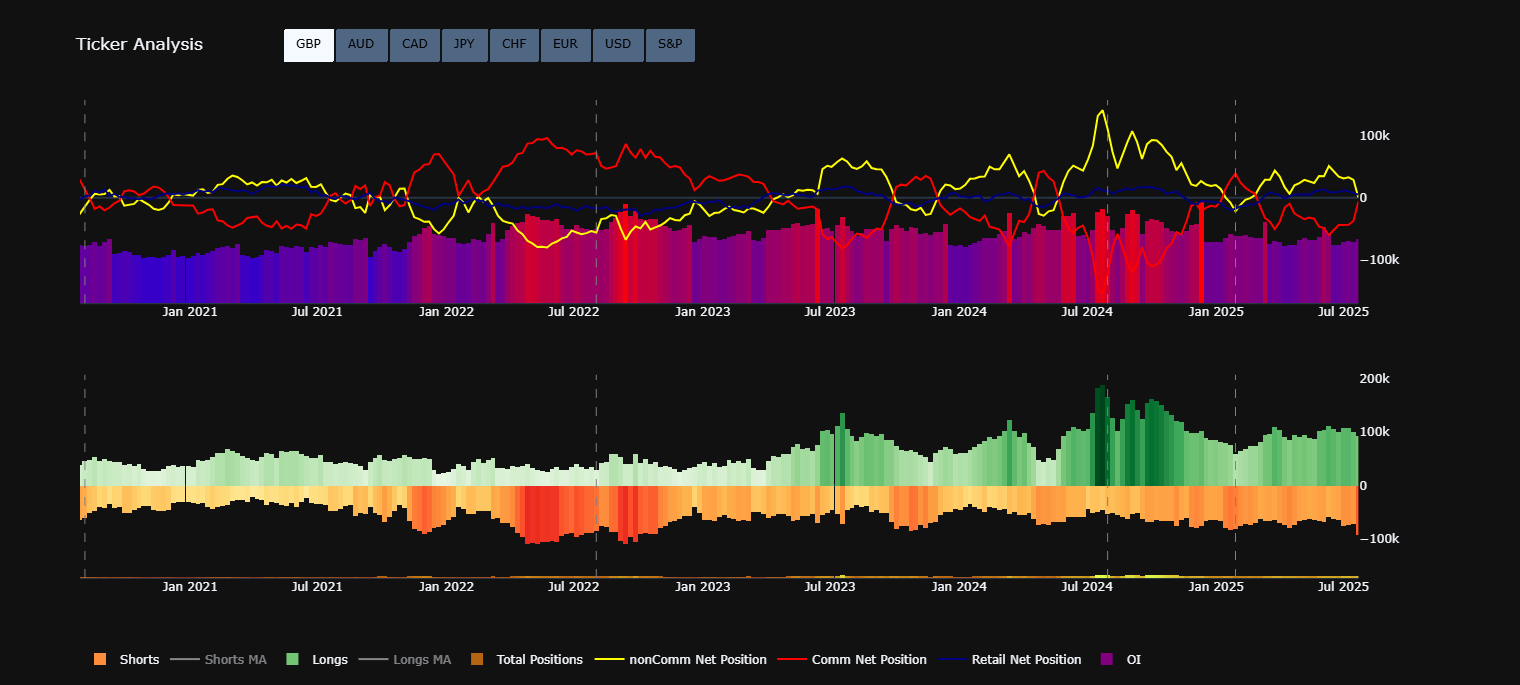 Ticker Analysis GBP AUD CAD JPY CHF EUR USD S&P
100k
0
−100k
Jan 2021 Jul 2021 Jan 2022 Jul 2022 Jan 2023 Jul 2023 Jan 2024 Jul 2024 Jan 2025 Jul 2025
200k
100k
0
−100k
Jan 2021 Jul 2021 Jan 2022 Jul 2022 Jan 2023 Jul 2023 Jan 2024 Jul 2024 Jan 2025 Jul 2025
Shorts Shorts MA Longs Longs MA Total Positions nonComm Net Position Comm Net Position Retail Net Position OI